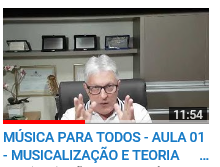 11:54
MÚSICA PARA TODOS - AULA 01
- MUSICALIZAÇÃO E TEORIA ...